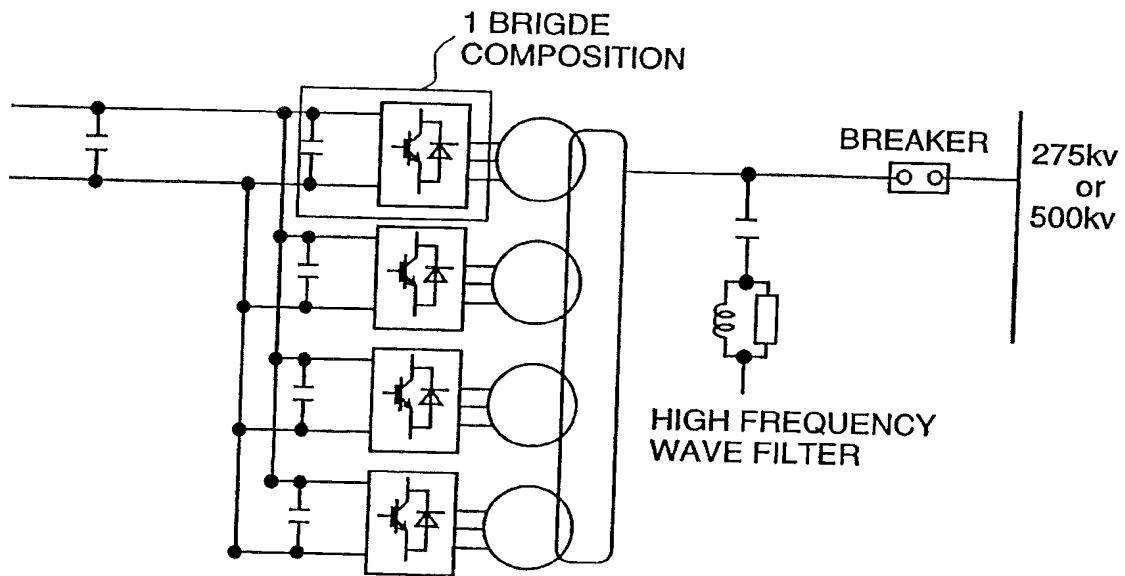 1 BRIGDE
COMPOSITION
BREAKER
275kv
or
500kv
HIGH FREQUENCY
WAVE FILTER